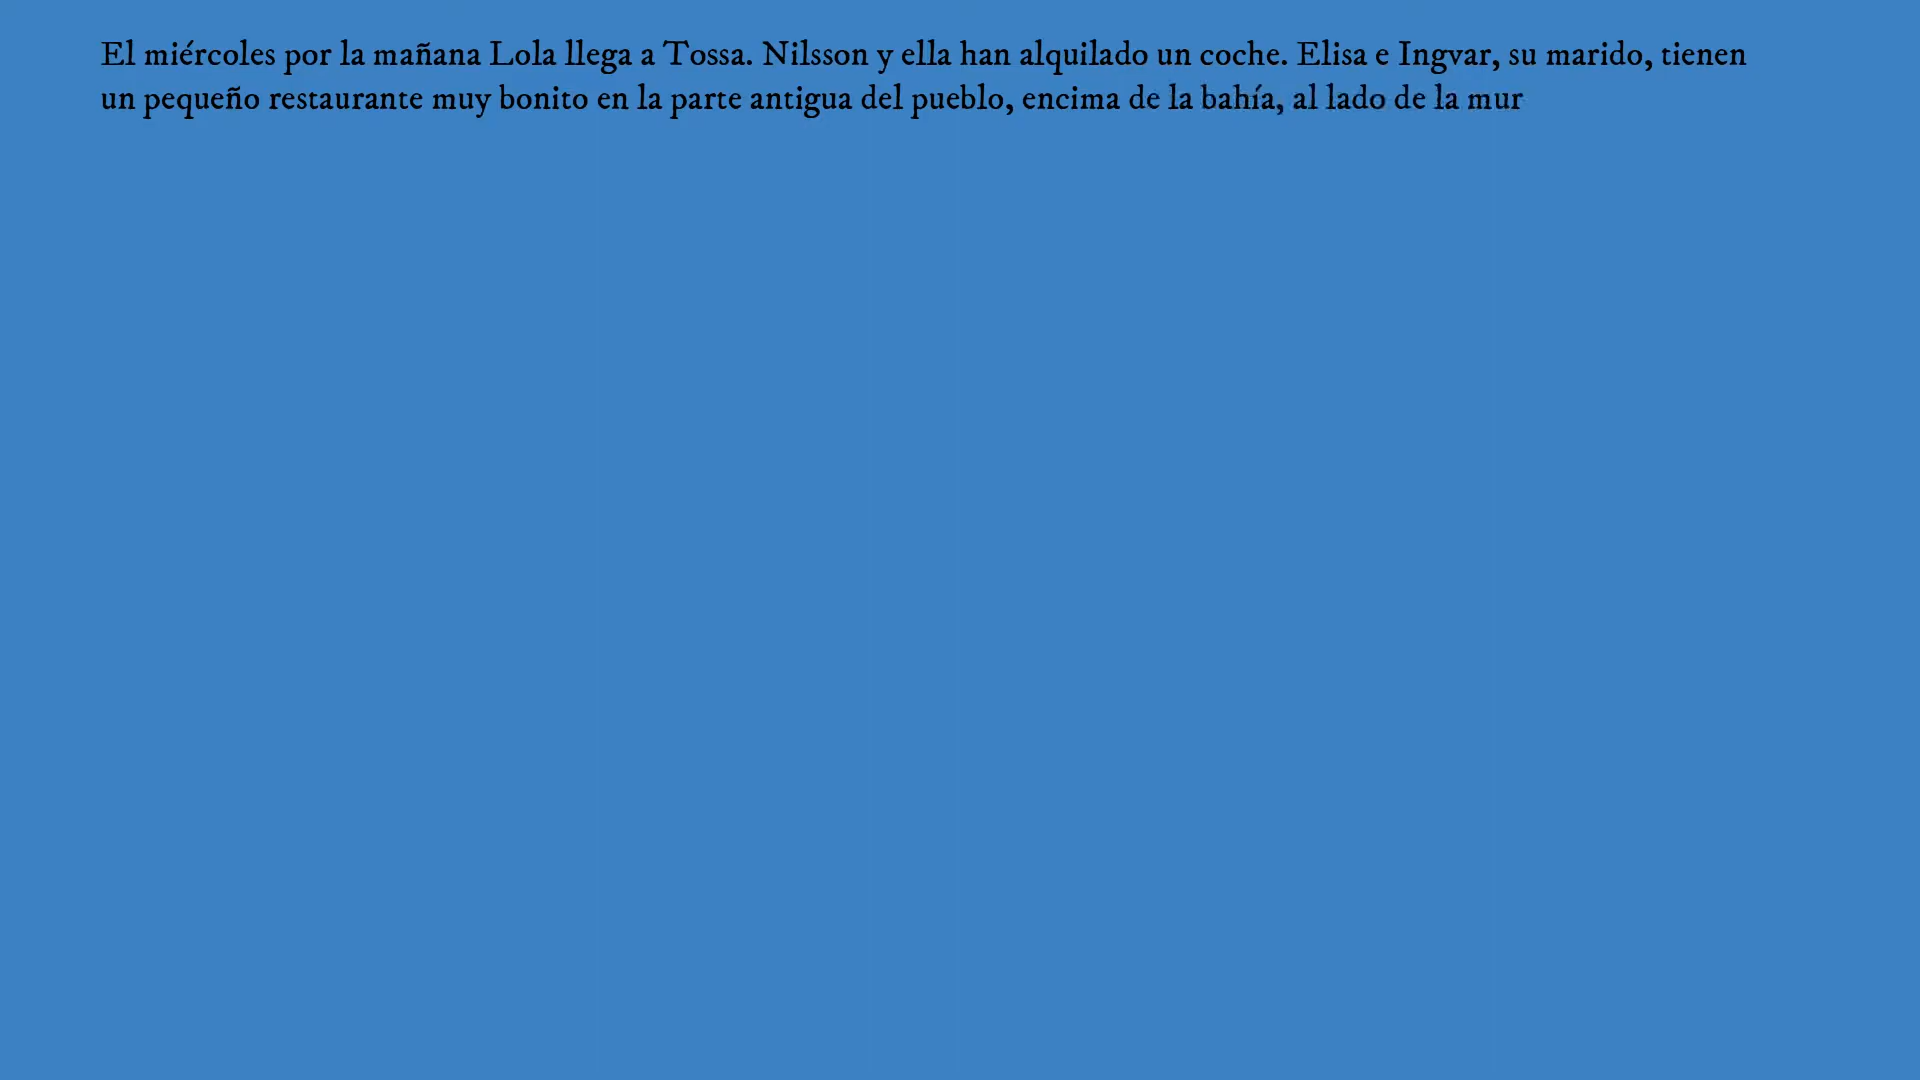 El miércoles por la mañana Lola llega a Tossa. Nilsson y ella han alquilado un coche. Elisa e Ingvar, su marido, tienen
un pequeño restaurante muy bonito en la parte antigua del pueblo, encima de la bahía, al lado de la mur